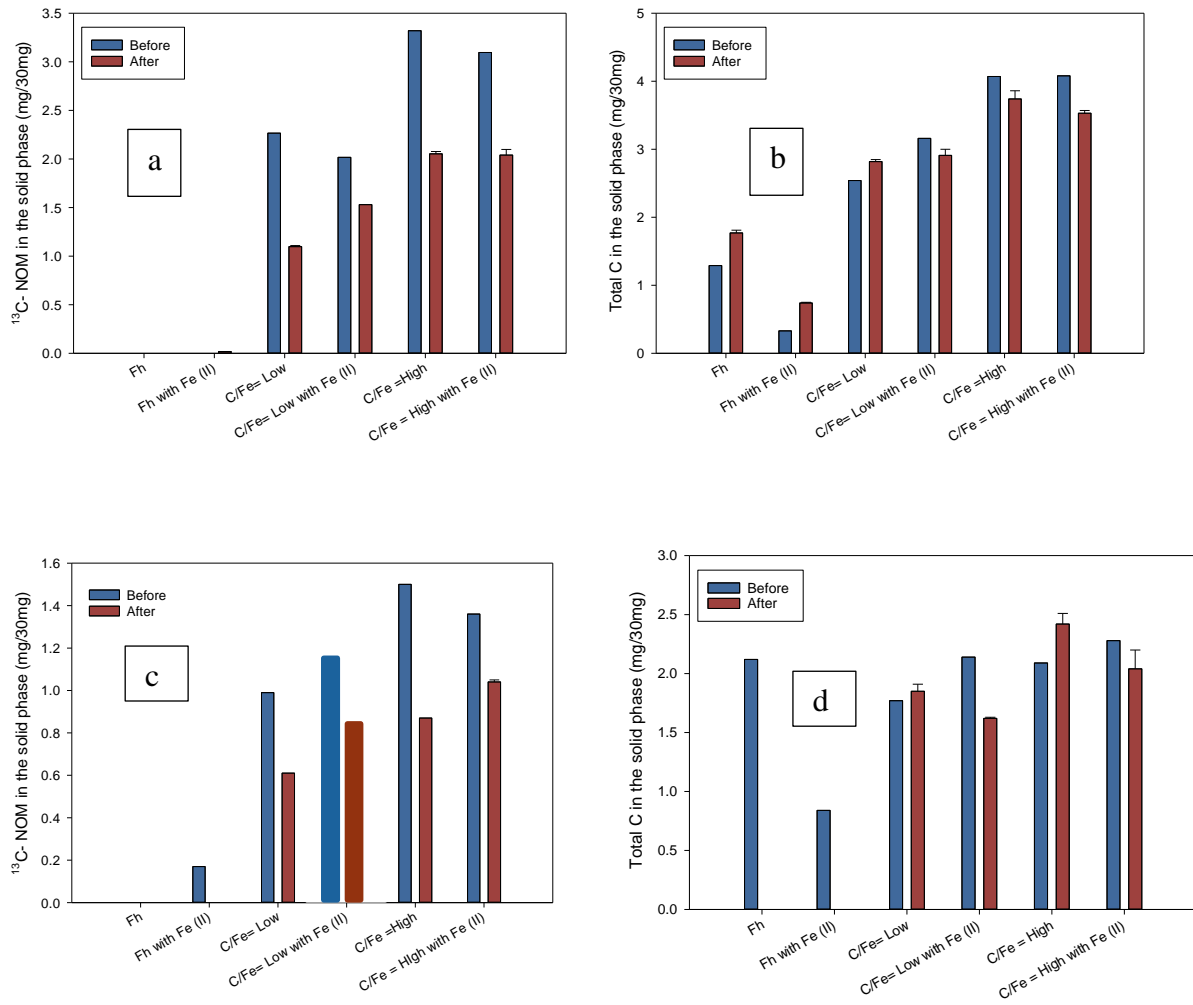 3.5
3.0
2.5
2.0
1.5
1.0
0.5
0.0
¹³C- NOM in the solid phase (mg/30mg)
Before
After
a
Fh
Fh with Fe (II)
C/Fe= Low
C/Fe= Low with Fe (II)
C/Fe =High
C/Fe = High with Fe (II)
5
4
3
2
1
0
Total C in the solid phase (mg/30mg)
Before
After
b
Fh
Fh with Fe (II)
C/Fe= Low
C/Fe= Low with Fe (II)
C/Fe =High
C/Fe = High with Fe (II)
1.6
1.4
1.2
1.0
0.8
0.6
0.4
0.2
0.0
¹³C- NOM in the solid phase (mg/30mg)
Before
After
c
Fh
Fh with Fe (II)
C/Fe= Low
C/Fe= Low with Fe (II)
C/Fe =High
C/Fe = HIgh with Fe (II)
3.0
2.5
2.0
1.5
1.0
0.5
0.0
Total C in the solid phase (mg/30mg)
Before
After
d
Fh
Fh with Fe (II)
C/Fe= Low
C/Fe= Low with Fe (II)
C/Fe = High
C/Fe = High with Fe (II)